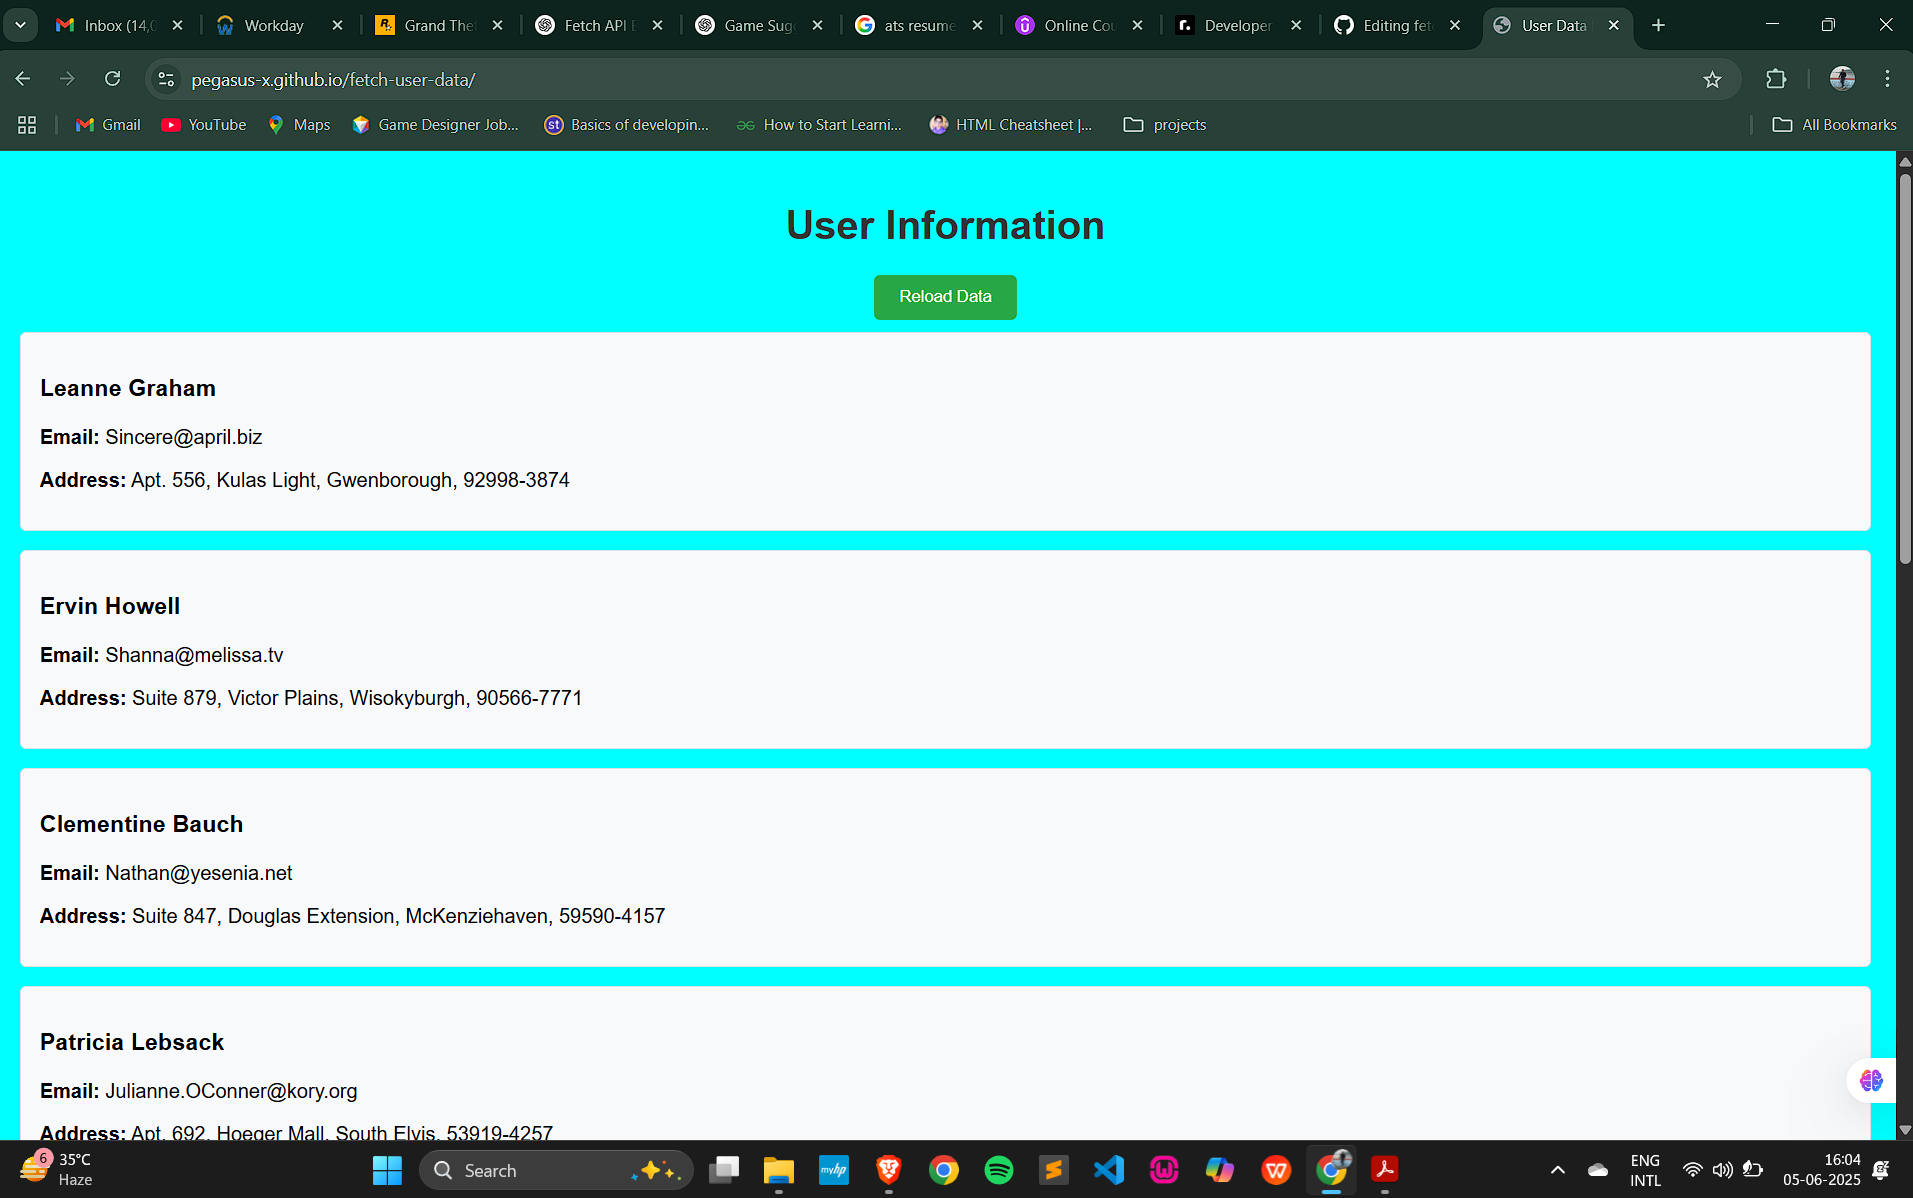 Inbox (14,0
Workday
Grand The
Fetch API E
Game Sug
ats resume
Online Cou
Developer
Editing fet
User Data
pegasus-x.github.io/fetch-user-data/
Gmail
YouTube
Maps
Game Designer Job...
st
Basics of developin...
How to Start Learni...
HTML Cheatsheet |...
projects
All Bookmarks
User Information
Reload Data
Leanne Graham
Email: Sincere@april.biz
Address: Apt. 556, Kulas Light, Gwenborough, 92998-3874
Ervin Howell
Email: Shanna@melissa.tv
Address: Suite 879, Victor Plains, Wisokyburgh, 90566-7771
Clementine Bauch
Email: Nathan@yesenia.net
Address: Suite 847, Douglas Extension, McKenziehaven, 59590-4157
Patricia Lebsack
Email: Julianne.OConner@kory.org
Address: Apt. 692, Hoeger Mall, South Elvis, 53919-4257
6
35°C
Haze
Search
myhp
ENG
INTL
16:04
05-06-2025